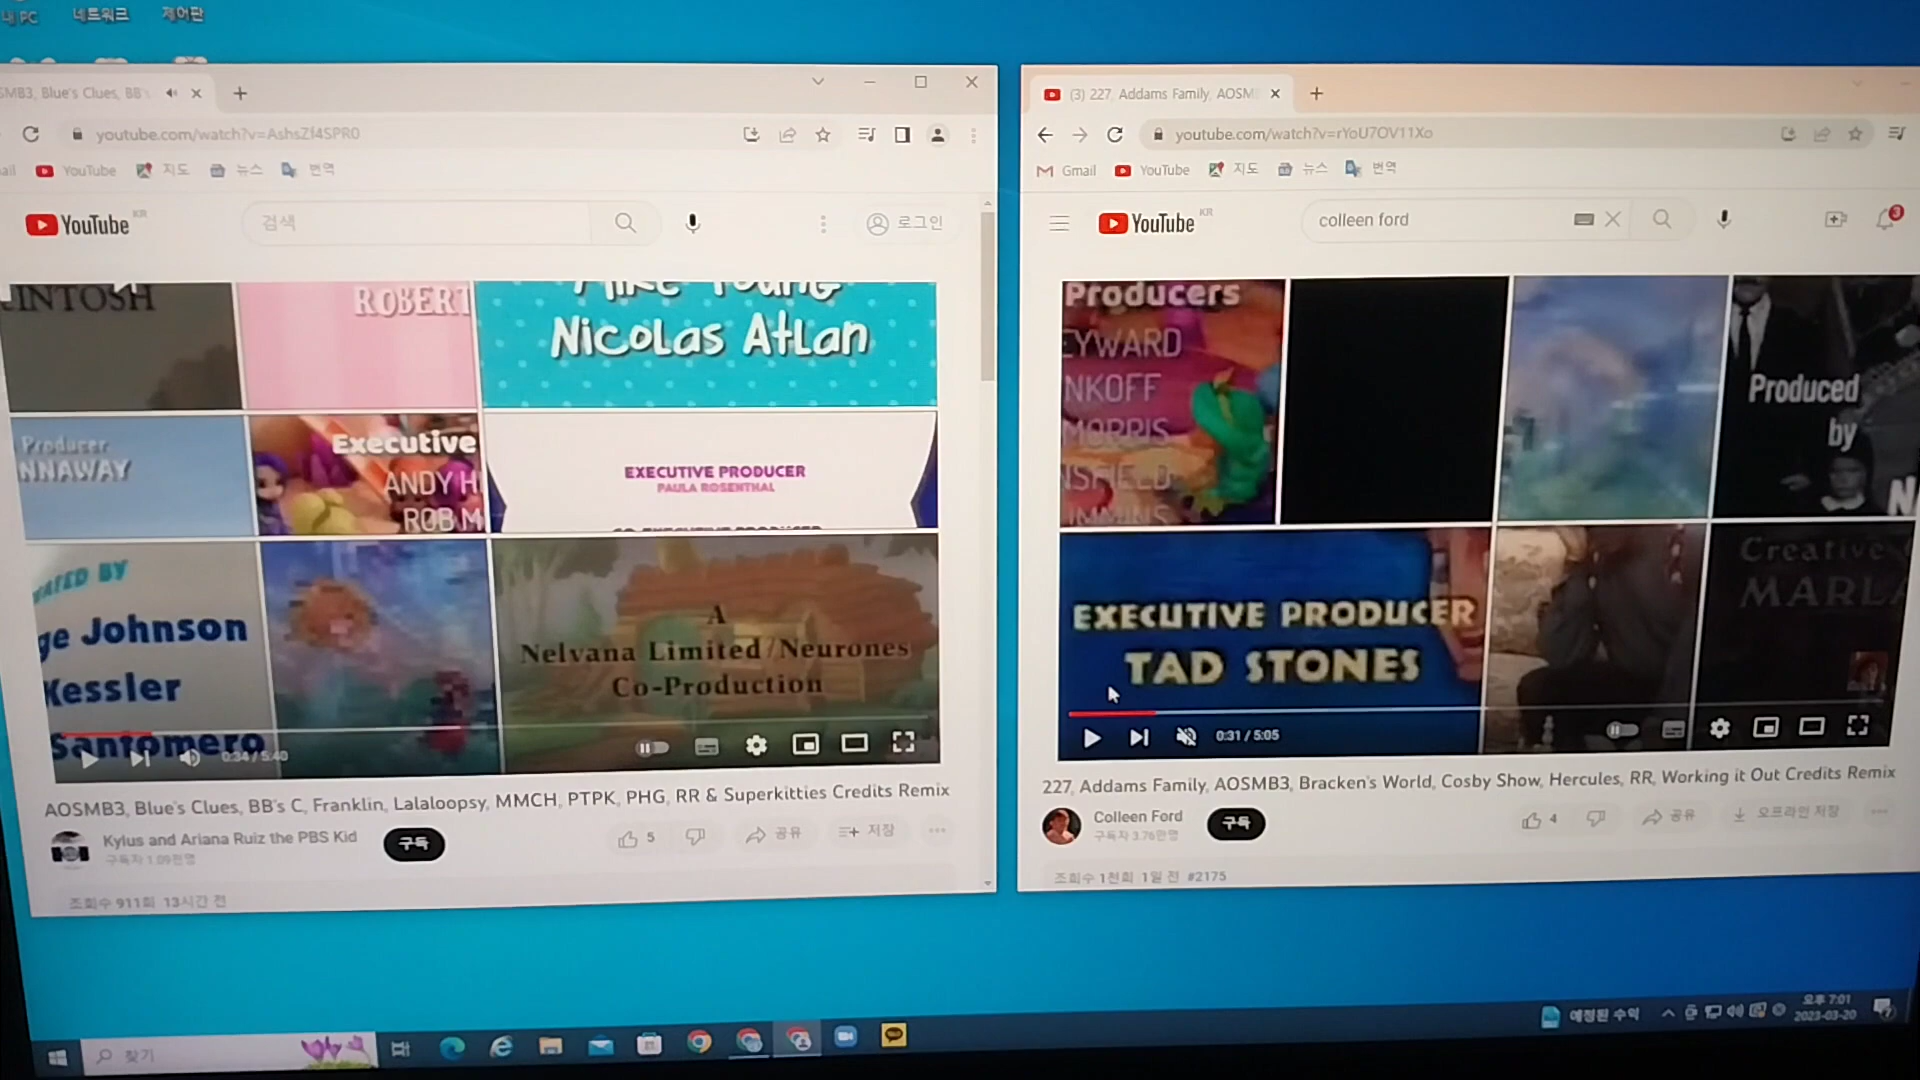 내 PC 네트워크 제어판
SMB3, Blue's Clues, BB's
youtube.com/watch?v=AshsZf4SPR0
ail YouTube 지도 뉴스 번역
YouTube KR
검색
로그인
INTOSH
ROBERT
Nicolas Atlan
Producer
NNAWAY
Executive
ANDY H
ROB M
EXECUTIVE PRODUCER
PAULA ROSENTHAL
CO-EXECUTIVE PRODUCER
ATED BY
ge Johnson
Kessler
Santomero
A
Nelvana Limited/Neurones
Co-Production
0:34 / 5:40
AOSMB3, Blue's Clues, BB's C, Franklin, Lalaloopsy, MMCH, PTPK, PHG, RR & Superkitties Credits Remix
Kylus and Ariana Ruiz the PBS Kid
구독자 1.09천명
구독
5
공유
저장
조회수 911회 13시간 전
(3) 227, Addams Family, AOSM
youtube.com/watch?v=rYoU7OV11Xo
Gmail YouTube 지도 뉴스 번역
YouTube KR
colleen ford
3
Producers
EYWARD
NKOFF
MORRIS
NSFIELD
IMMINS
Produced
by
N
EXECUTIVE PRODUCER
TAD STONES
Creative
MARLA
0:31 / 5:05
227, Addams Family, AOSMB3, Bracken's World, Cosby Show, Hercules, RR, Working it Out Credits Remix
Colleen Ford
구독자 3.76만명
구독
4
공유
오프라인 저장
조회수 1천회 1일 전 #2175
찾기
예정된 수익
오후 7:01
2023-03-20